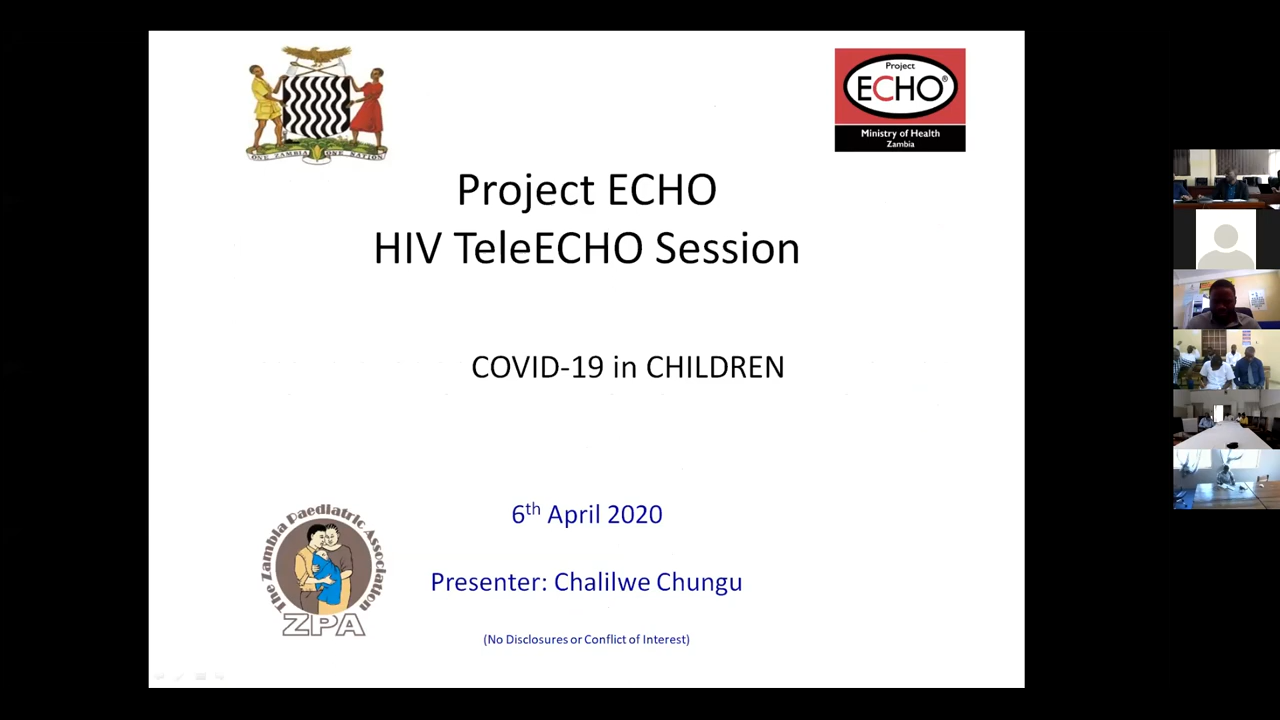 ONE ZAMBIA ONE NATION
Project
ECHO®
Ministry of Health
Zambia
Project ECHO
HIV TeleECHO Session
COVID-19 in CHILDREN
6th April 2020
The Zambia Paediatric Association
ZPA
Presenter: Chalilwe Chungu
(No Disclosures or Conflict of Interest)